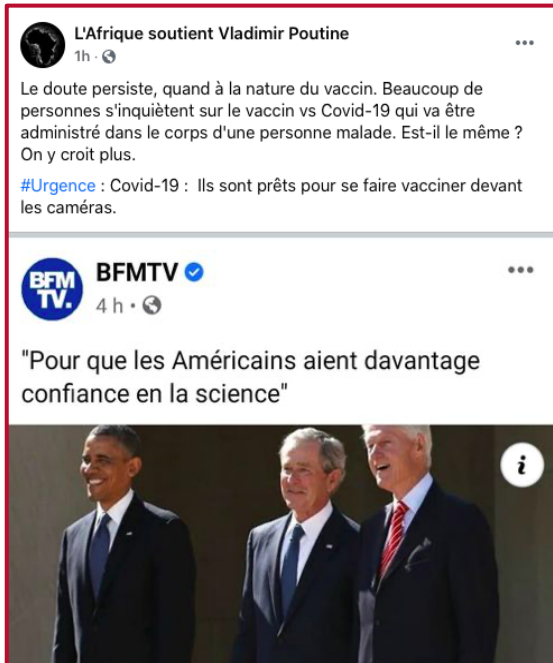 L'Afrique soutient Vladimir Poutine
1h ·
Le doute persiste, quand à la nature du vaccin. Beaucoup de
personnes s'inquiètent sur le vaccin vs Covid-19 qui va être
administré dans le corps d'une personne malade. Est-il le même ?
On y croit plus.
#Urgence : Covid-19 : Ils sont prêts pour se faire vacciner devant
les caméras.
BFM
TV.
BFMTV
4 h ·
"Pour que les Américains aient davantage
confiance en la science"
i